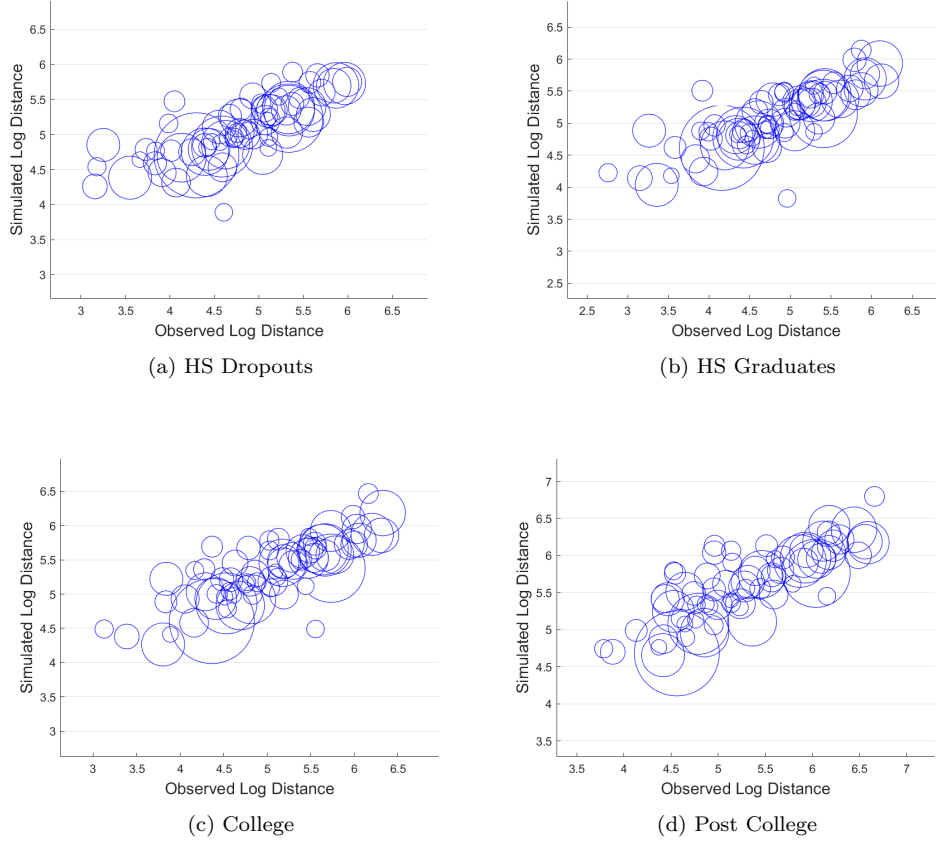 6.5
6
5.5
5
4.5
4
3.5
3
Simulated Log Distance
3 3.5 4 4.5 5 5.5 6 6.5
Observed Log Distance
(a) HS Dropouts
6.5
6
5.5
5
4.5
4
3.5
3
2.5
Simulated Log Distance
2.5 3 3.5 4 4.5 5 5.5 6 6.5
Observed Log Distance
(b) HS Graduates
6.5
6
5.5
5
4.5
4
3.5
3
Simulated Log Distance
3 3.5 4 4.5 5 5.5 6 6.5
Observed Log Distance
(c) College
7
6.5
6
5.5
5
4.5
4
3.5
Simulated Log Distance
3.5 4 4.5 5 5.5 6 6.5 7
Observed Log Distance
(d) Post College